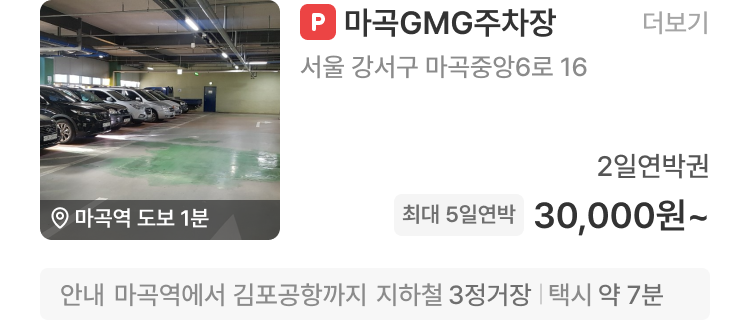 P 마곡GMG주차장 더보기
서울 강서구 마곡중앙6로 16
마곡역 도보 1분
2일연박권
최대 5일연박 30,000원~
안내 마곡역에서 김포공항까지 지하철 3정거장 | 택시 약 7분